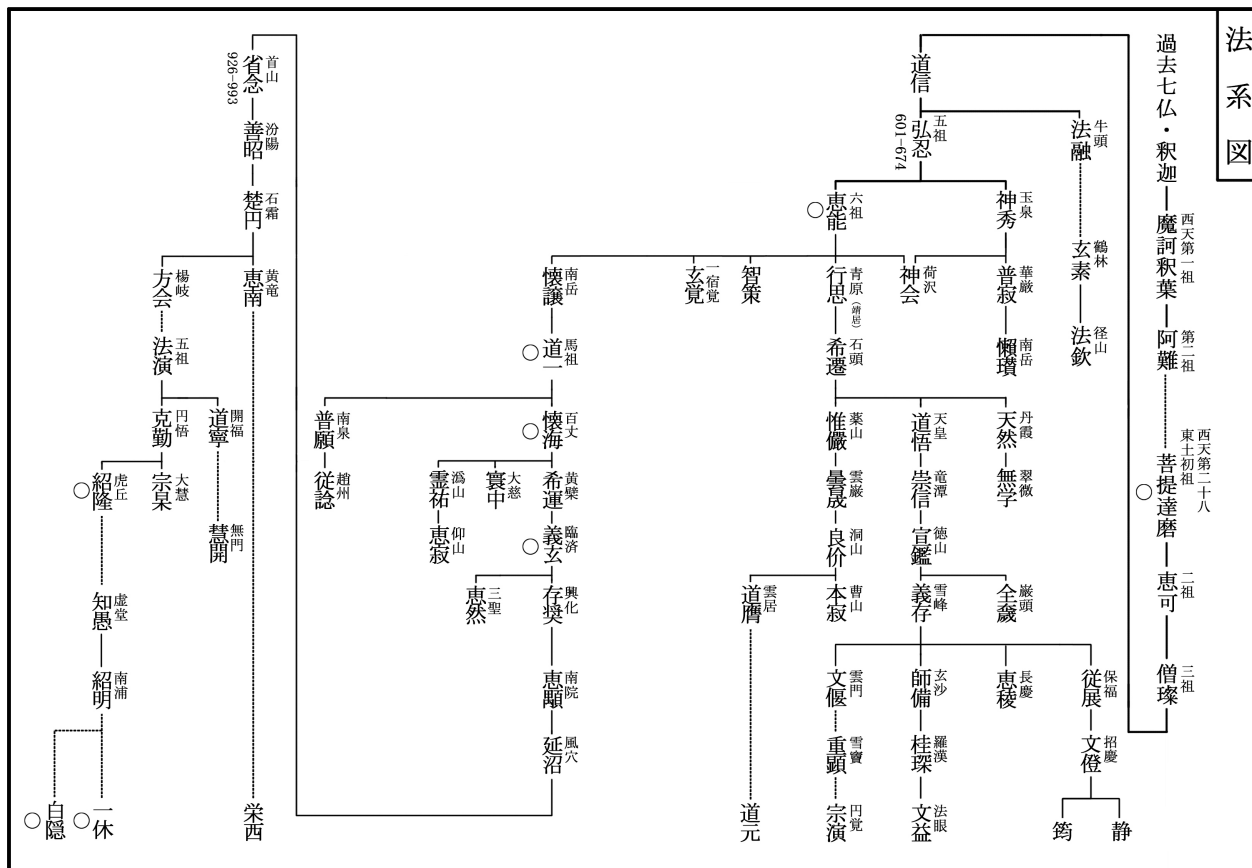 法系図
過去七仏・釈迦
西天第一祖
魔訶釈葉
第二祖
阿難
西天第二十八
東土初祖
菩提達磨
○
二祖
恵可
三祖
僧璨
道信
牛頭
法融
鶴林
玄素
径山
法欽
五祖
弘忍
601-674
玉泉
神秀
華厳
普寂
南岳
懶瓚
六祖
恵能
○
荷沢
神会
青原(靖居)
行思
智策
一宿覚
玄覚
南岳
懐譲
石頭
希遷
丹霞
天然
翠微
無学
天皇
道悟
竜潭
崇信
徳山
宣鑑
巌頭
全奯
雪峰
義存
保福
従展
招慶
文僜
静
筠
長慶
恵稜
玄沙
師備
羅漢
桂琛
法眼
文益
雲門
文偃
雪竇
重顕
円覚
宗演
薬山
惟儼
雲巌
曇晟
洞山
良价
曹山
本寂
雲居
道膺
道元
馬祖
道一
○
百丈
懐海
○
南泉
普願
趙州
従諗
黄檗
希運
大慈
寰中
潙山
霊祐
仰山
恵寂
臨済
義玄
○
興化
存奨
三聖
恵然
南院
恵顒
風穴
延沼
首山
省念
926-993
汾陽
善昭
石霜
楚円
黄竜
恵南
栄西
楊岐
方会
五祖
法演
開福
道寧
無門
慧開
円悟
克勤
大慧
宗杲
虎丘
紹隆
○
虚堂
知愚
南浦
紹明
一休
○
白隠
○